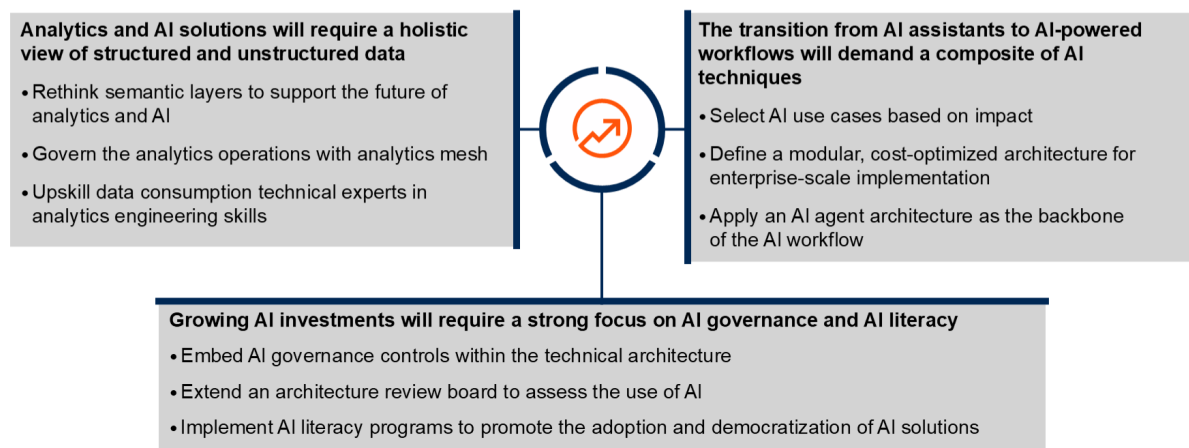 Analytics and AI solutions will require a holistic
view of structured and unstructured data
• Rethink semantic layers to support the future of
analytics and AI
• Govern the analytics operations with analytics mesh
• Upskill data consumption technical experts in
analytics engineering skills
The transition from AI assistants to AI-powered
workflows will demand a composite of AI
techniques
• Select AI use cases based on impact
• Define a modular, cost-optimized architecture for
enterprise-scale implementation
• Apply an AI agent architecture as the backbone
of the AI workflow
Growing AI investments will require a strong focus on AI governance and AI literacy
• Embed AI governance controls within the technical architecture
• Extend an architecture review board to assess the use of AI
• Implement AI literacy programs to promote the adoption and democratization of AI solutions